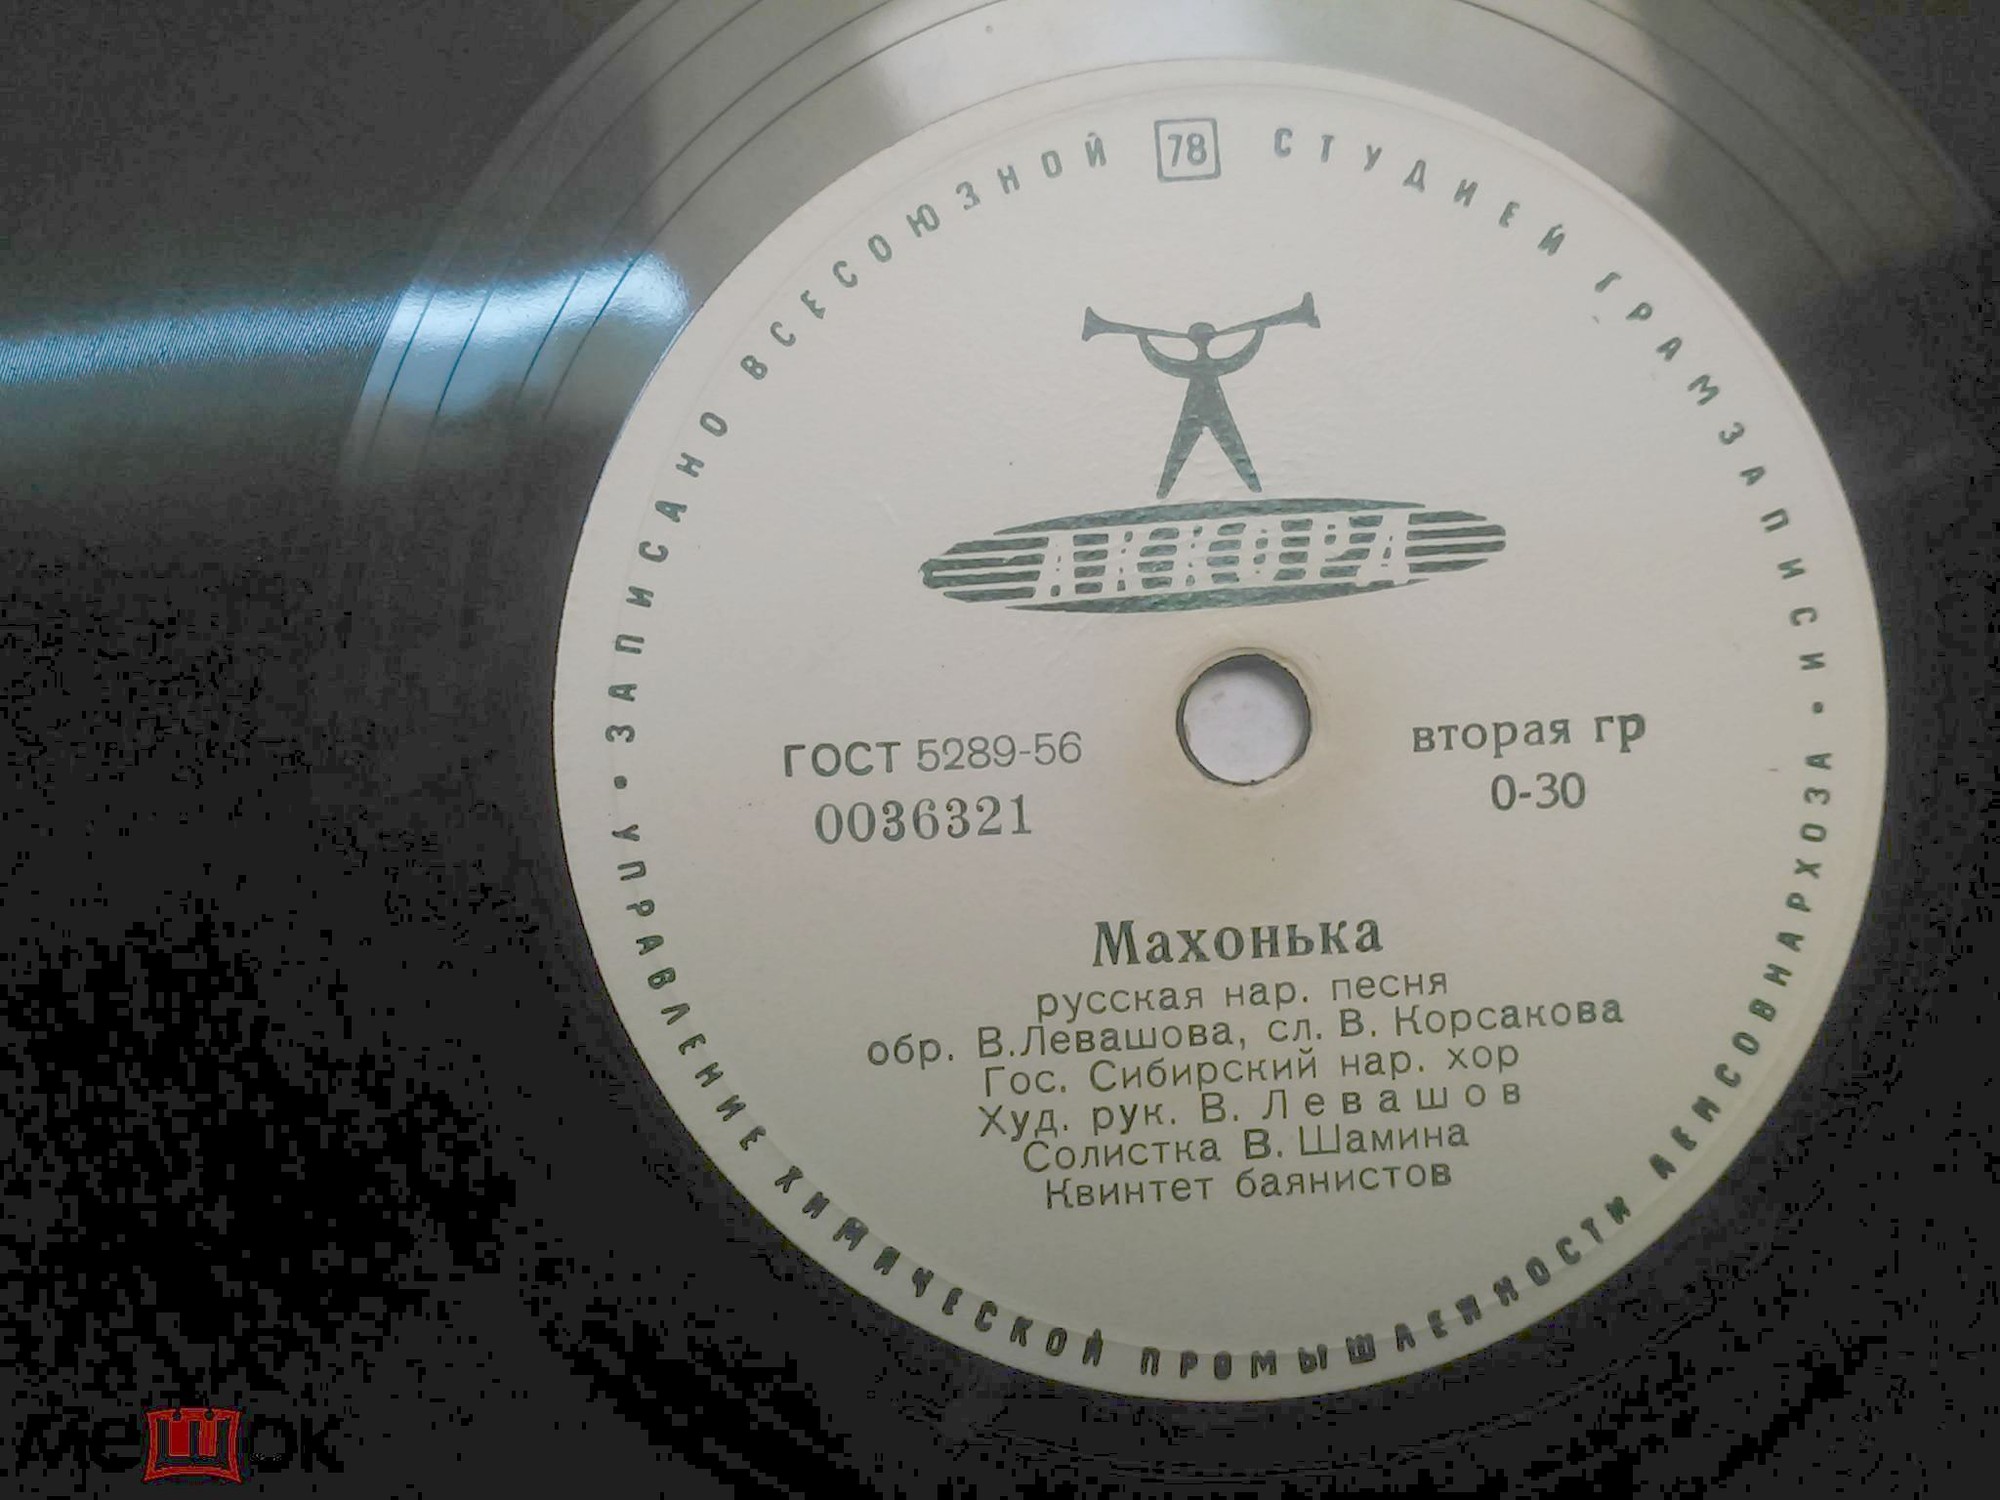 ЗАПИСАНО ВСЕСОЮЗНОЙ 78 СТУДИЕЙ ГРАМЗАПИСИ •
АККОРД
ГОСТ 5289-56
0036321
вторая гр
0-30
Махонька
русская нар. песня
обр. В.Левашова, сл. В. Корсакова
Гос. Сибирский нар. хор
Худ. рук. В. Левашов
Солистка В. Шамина
Квинтет баянистов
УПРАВЛЕНИЕ ХИМИЧЕСКОЙ ПРОМЫШЛЕННОСТИ ЛЕНСОВНАРХОЗА •
мешок